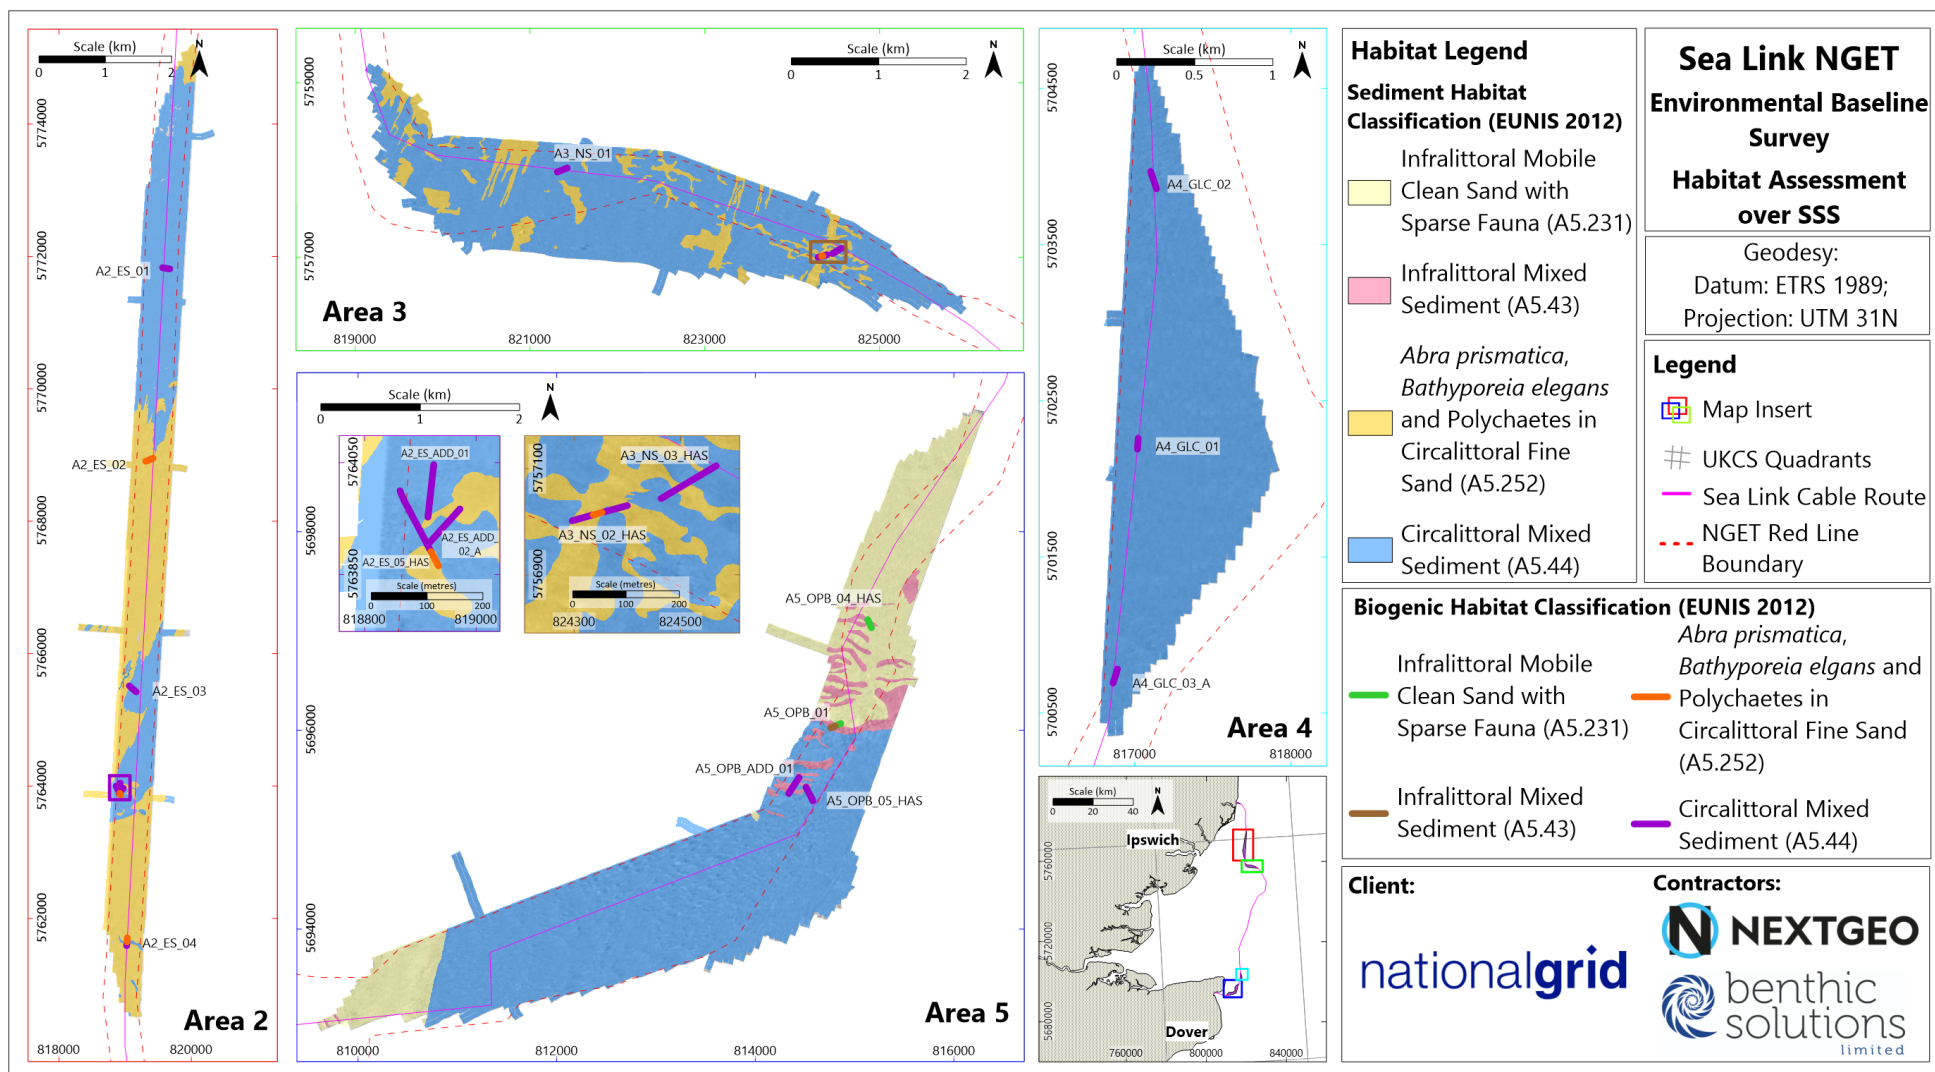 Scale (km)
N
0 1 2
5774000
5772000
5770000
5768000
5766000
5764000
5762000
A2_ES_01
A2_ES_02
A2_ES_03
A2_ES_04
Area 2
818000 820000
Scale (km)
0 1 2
N
5759000
5757000
A3_NS_01
Area 3
819000 821000 823000 825000
Scale (km)
0 1 2
N
5764050
5763850
A2_ES_ADD_01
A2_ES_ADD_
02_A
A2_ES_05_HAS
Scale (metres)
0 100 200
818800 819000
5757100
5756900
A3_NS_03_HAS
A3_NS_02_HAS
Scale (metres)
0 100 200
824300 824500
5698000
5696000
5694000
A5_OPB_04_HAS
A5_OPB_01
A5_OPB_ADD_01
A5_OPB_05_HAS
Area 5
810000 812000 814000 816000
Scale (km)
0 0.5 1
N
5704500
5703500
5702500
5701500
5700500
A4_GLC_02
A4_GLC_01
A4_GLC_03_A
Area 4
817000 818000
Scale (km)
0 20 40
N
Ipswich
Dover
5760000
5720000
5680000
760000 800000 840000
Habitat Legend
Sediment Habitat
Classification (EUNIS 2012)
Infralittoral Mobile
Clean Sand with
Sparse Fauna (A5.231)
Infralittoral Mixed
Sediment (A5.43)
Abra prismatica,
Bathyporeia elegans
and Polychaetes in
Circalittoral Fine
Sand (A5.252)
Circalittoral Mixed
Sediment (A5.44)
Sea Link NGET
Environmental Baseline
Survey
Habitat Assessment
over SSS
Geodesy:
Datum: ETRS 1989;
Projection: UTM 31N
Legend
Map Insert
UKCS Quadrants
Sea Link Cable Route
NGET Red Line
Boundary
Biogenic Habitat Classification (EUNIS 2012)
Infralittoral Mobile
Clean Sand with
Sparse Fauna (A5.231)
Infralittoral Mixed
Sediment (A5.43)
Abra prismatica,
Bathyporeia elgans and
Polychaetes in
Circalittoral Fine Sand
(A5.252)
Circalittoral Mixed
Sediment (A5.44)
Client:
nationalgrid
Contractors:
N NEXTGEO
benthic
solutions
limited